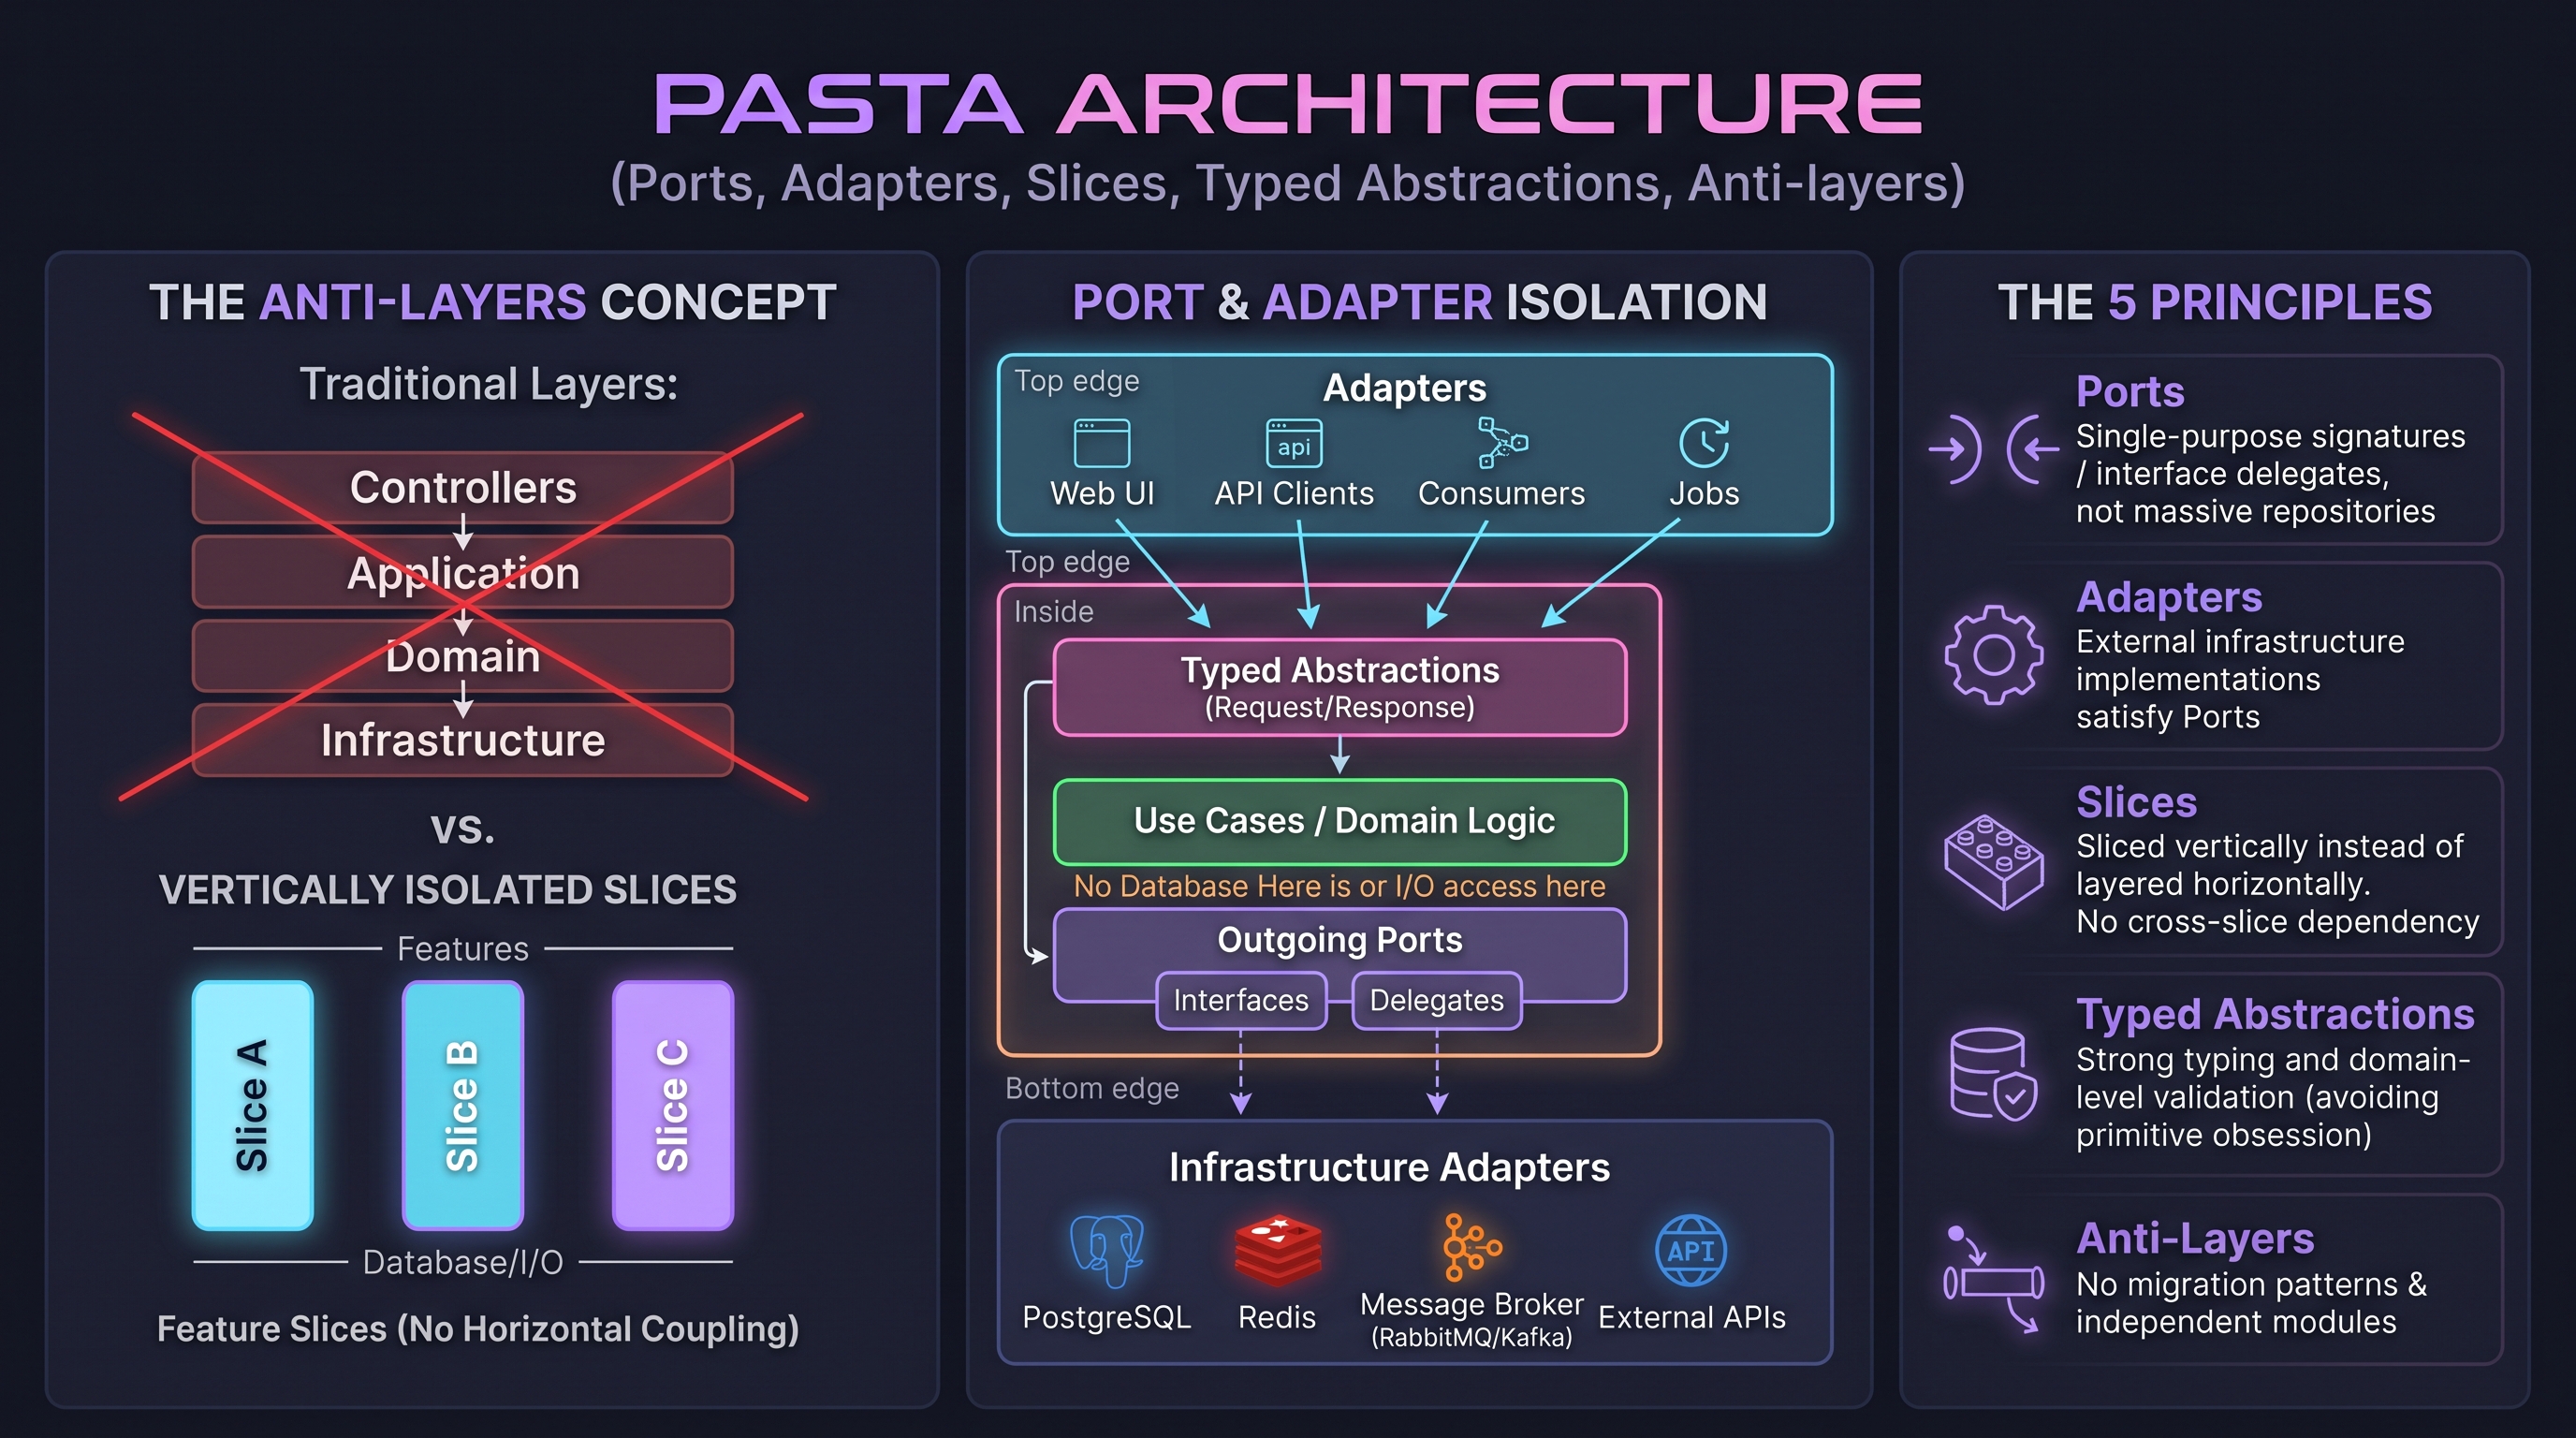 PASTA ARCHITECTURE
(Ports, Adapters, Slices, Typed Abstractions, Anti-layers)
THE ANTI-LAYERS CONCEPT
Traditional Layers:
Controllers
Application
Domain
Infrastructure
vs.
VERTICALLY ISOLATED SLICES
Features
Slice A
Slice B
Slice C
Database/I/O
Feature Slices (No Horizontal Coupling)
PORT & ADAPTER ISOLATION
Top edge
Adapters
Web UI
api
API Clients
Consumers
Jobs
Top edge
Inside
Typed Abstractions
(Request/Response)
Use Cases / Domain Logic
No Database Here is or I/O access here
Outgoing Ports
Interfaces
Delegates
Bottom edge
Infrastructure Adapters
PostgreSQL
Redis
Message Broker
(RabbitMQ/Kafka)
API
External APIs
THE 5 PRINCIPLES
Ports
Single-purpose signatures
/ interface delegates,
not massive repositories
Adapters
External infrastructure
implementations
satisfy Ports
Slices
Sliced vertically instead of
layered horizontally.
No cross-slice dependency
Typed Abstractions
Strong typing and domain-
level validation (avoiding
primitive obsession)
Anti-Layers
No migration patterns &
independent modules